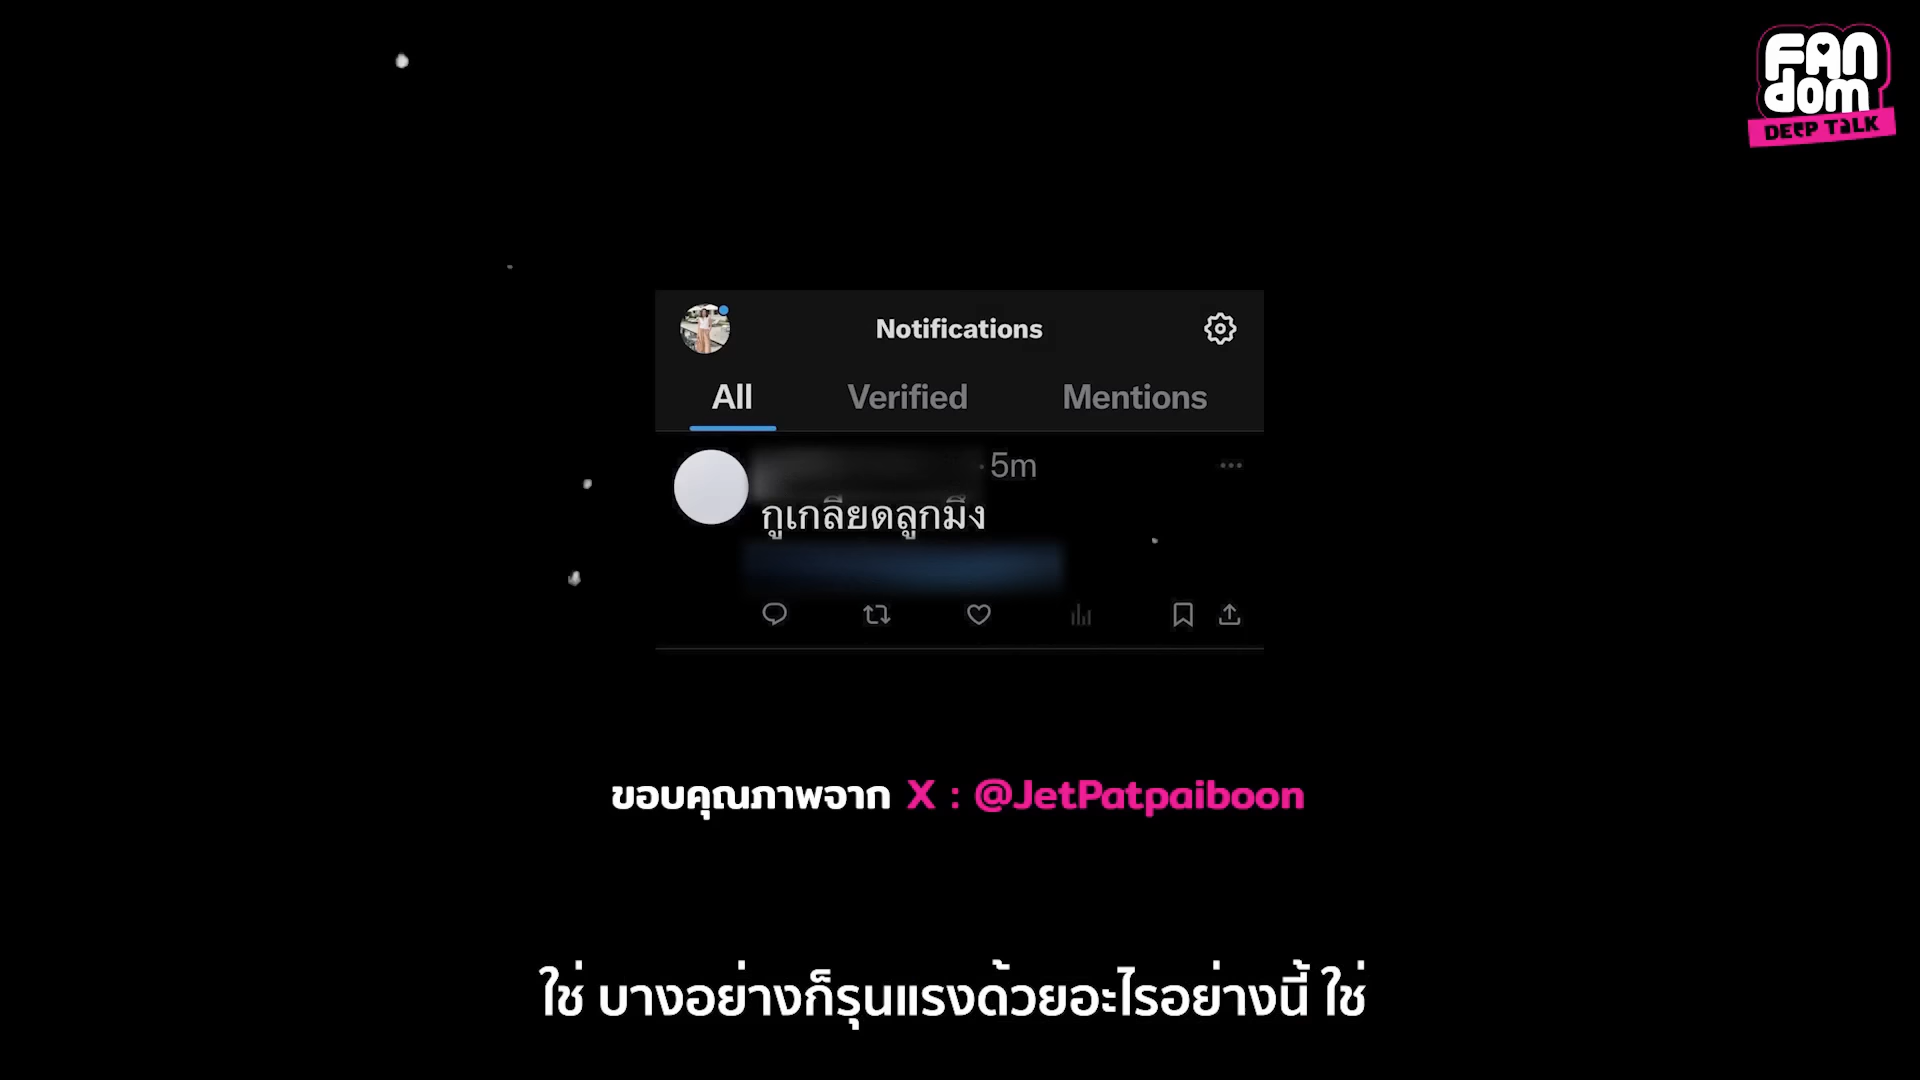 FANdom
DEEP TALK
Notifications
All Verified Mentions
· 5m
กูเกลียดลูกมึง
ขอบคุณภาพจาก X : @JetPatpaiboon
ใช่ บางอย่างก็รุนแรงด้วยอะไรอย่างนี้ ใช่